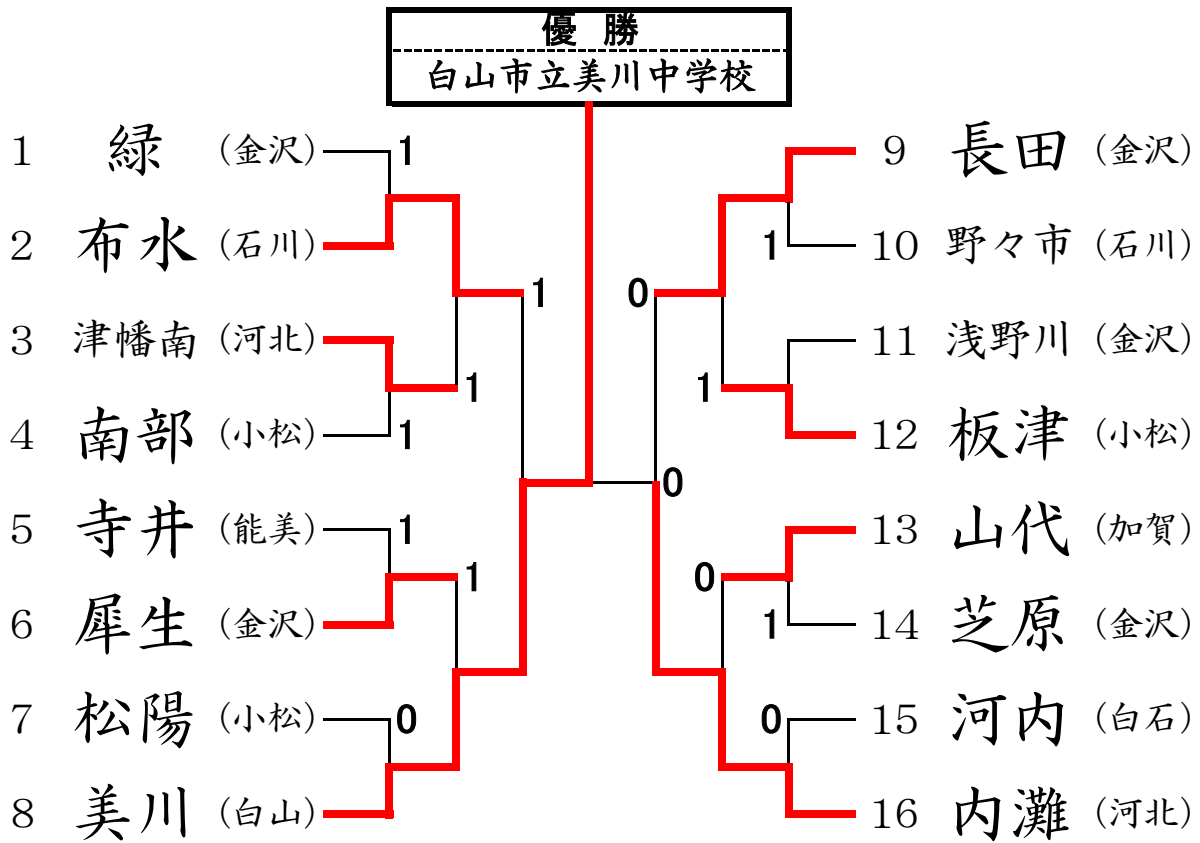 優 勝
白山市立美川中学校
1 緑 (金沢) 1
2 布水 (石川)
1
3 津幡南 (河北)
1
4 南部 (小松) 1
5 寺井 (能美) 1
1
6 犀生 (金沢)
7 松陽 (小松) 0
8 美川 (白山)
9 長田 (金沢)
1 10 野々市 (石川)
0
11 浅野川 (金沢)
1
12 板津 (小松)
0
13 山代 (加賀)
0
1 14 芝原 (金沢)
0 15 河内 (白石)
16 内灘 (河北)